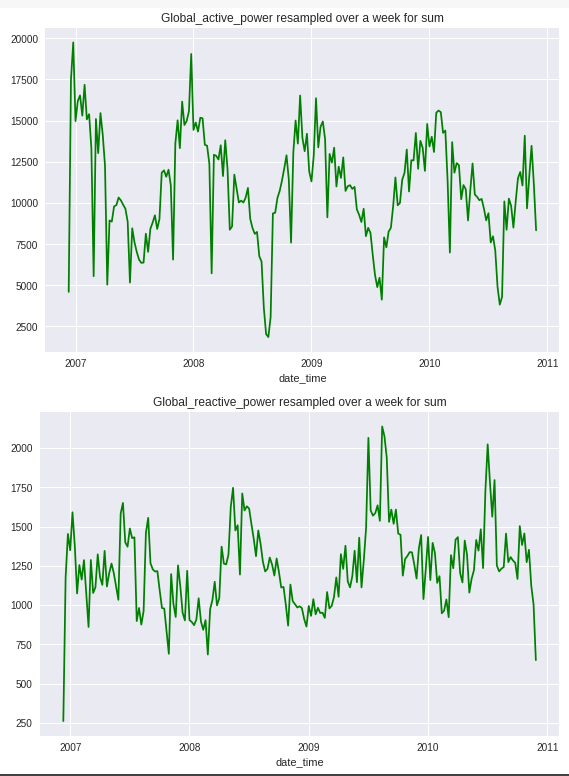 Global_active_power resampled over a week for sum
20000
17500
15000
12500
10000
7500
5000
2500
2007 2008 2009 2010 2011
date_time
Global_reactive_power resampled over a week for sum
2000
1750
1500
1250
1000
750
500
250
2007 2008 2009 2010 2011
date_time